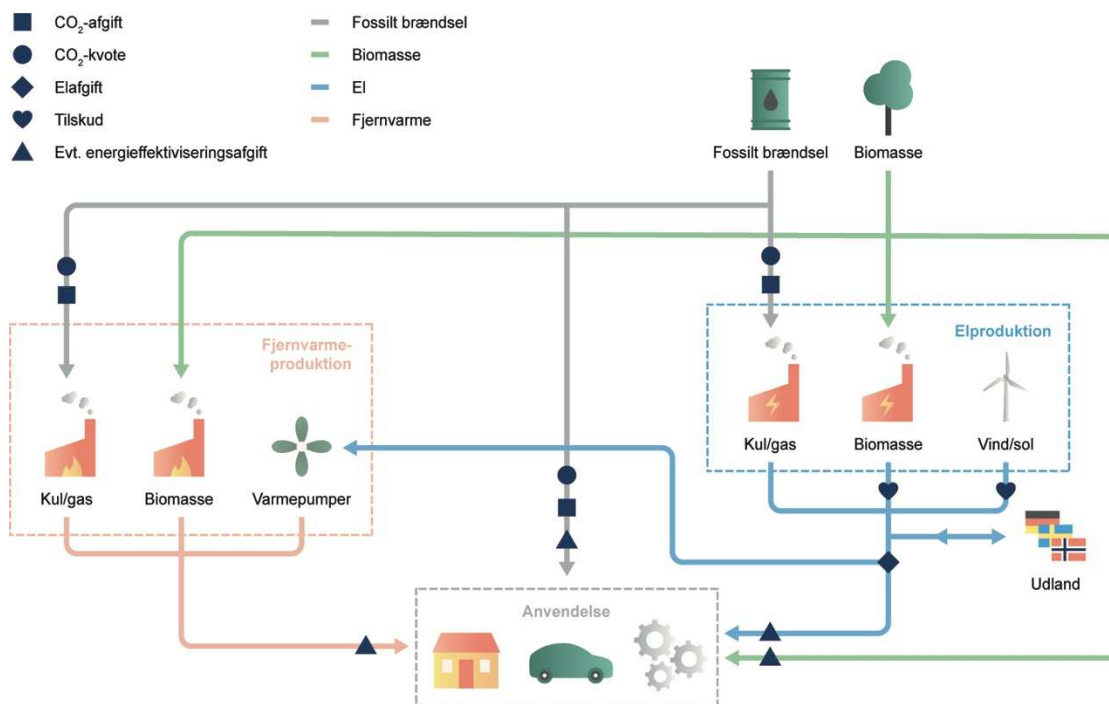 CO₂-afgift
CO₂-kvote
Elafgift
Tilskud
Evt. energieffektiviseringsafgift
Fossilt brændsel
Biomasse
El
Fjernvarme
Fossilt brændsel
Biomasse
Fjernvarme-
produktion
Kul/gas
Biomasse
Varmepumper
Elproduktion
Kul/gas
Biomasse
Vind/sol
Udland
Anvendelse